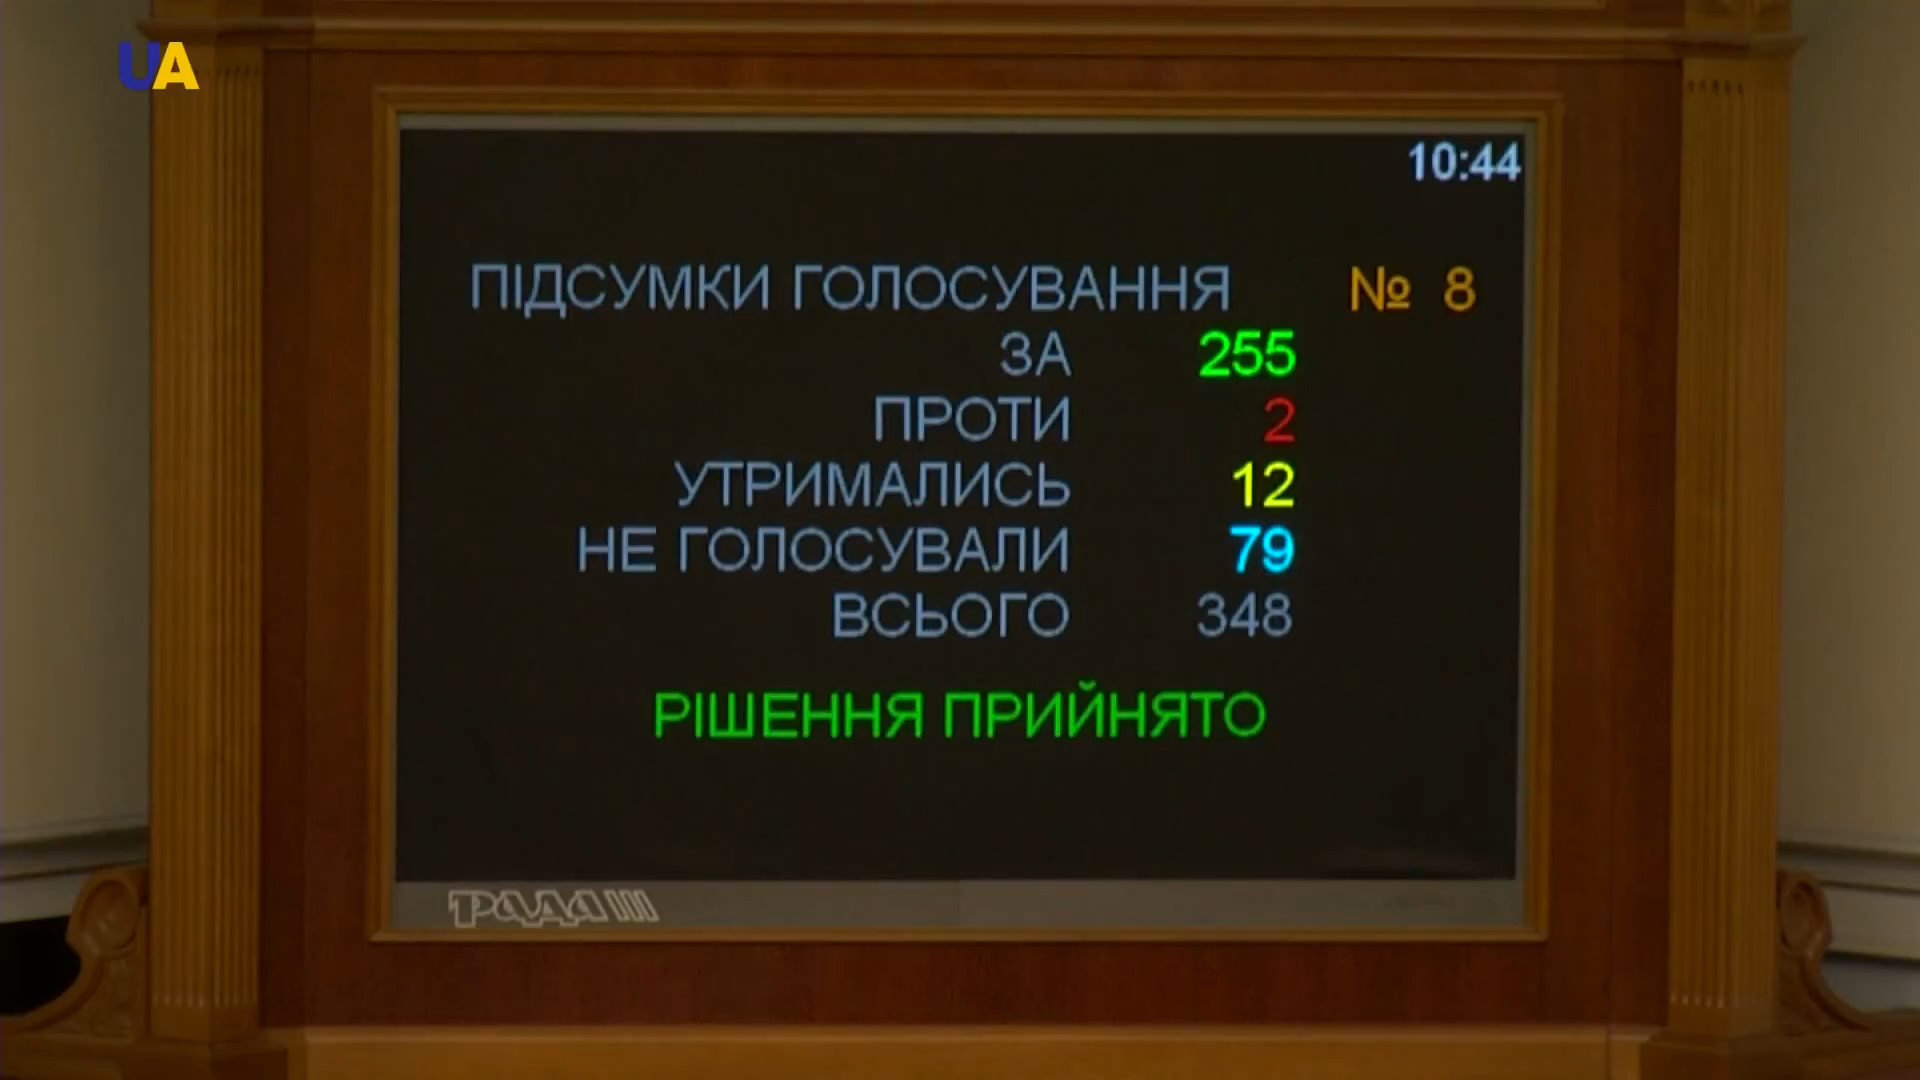 UA
10:44
ПІДСУМКИ ГОЛОСУВАННЯ № 8
ЗА 255
ПРОТИ 2
УТРИМАЛИСЬ 12
НЕ ГОЛОСУВАЛИ 79
ВСЬОГО 348
РІШЕННЯ ПРИЙНЯТО
РАДА III